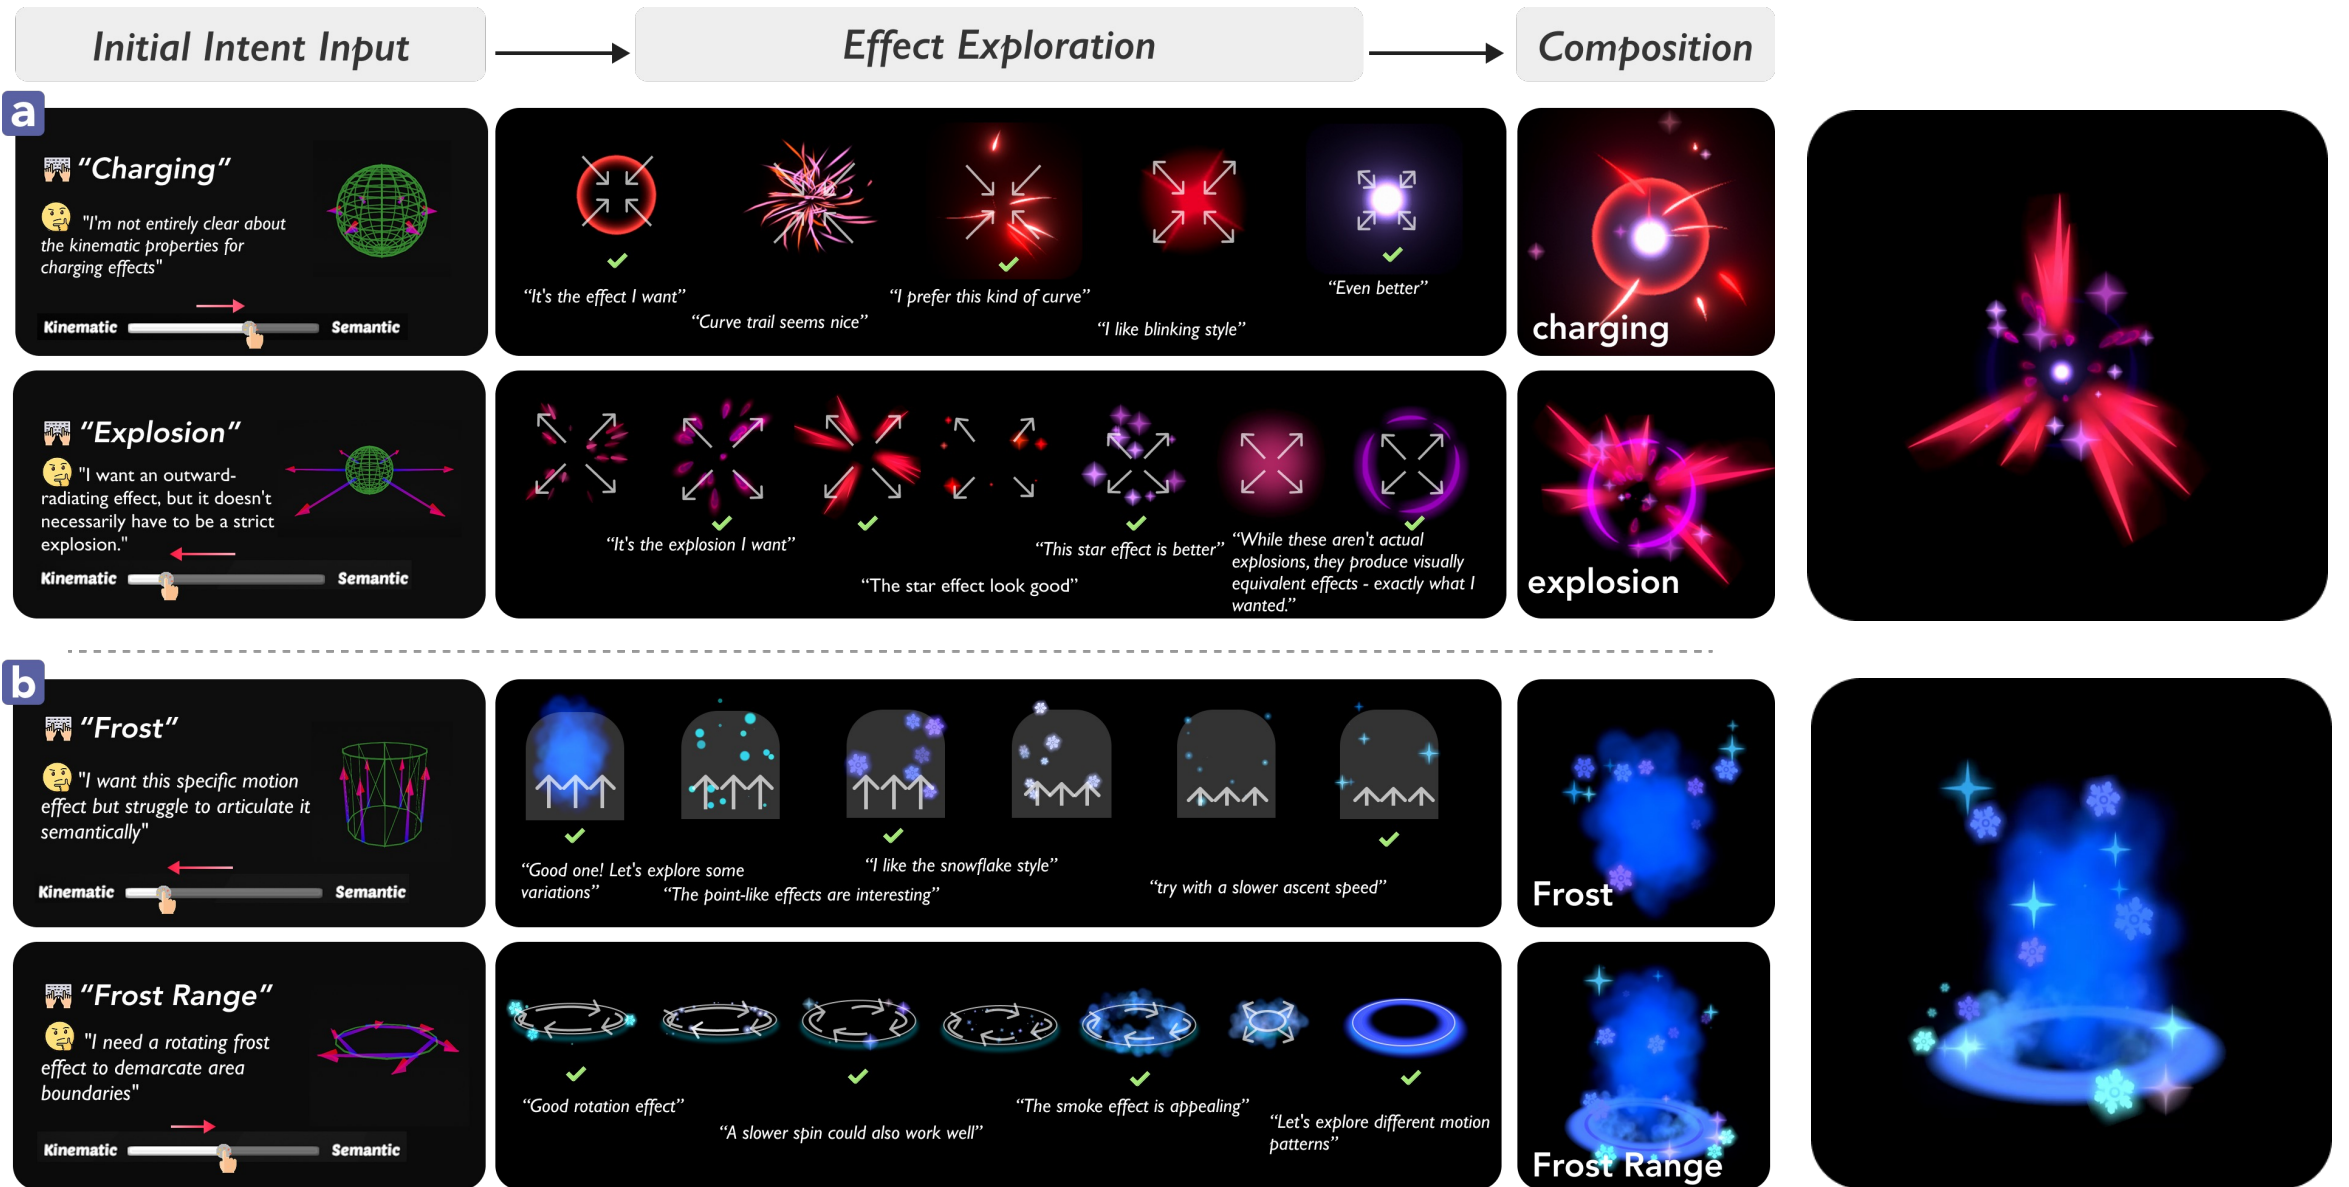 Initial Intent Input
Effect Exploration
Composition
a
"Charging"
"I'm not entirely clear about
the kinematic properties for
charging effects"
Kinematic
Semantic
“It's the effect I want”
“Curve trail seems nice”
“I prefer this kind of curve”
“I like blinking style”
“Even better”
charging
"Explosion"
"I want an outward-
radiating effect, but it doesn't
necessarily have to be a strict
explosion."
Kinematic
Semantic
“It's the explosion I want”
“The star effect look good”
“This star effect is better”
“While these aren't actual
explosions, they produce visually
equivalent effects - exactly what I
wanted.”
explosion
b
"Frost"
"I want this specific motion
effect but struggle to articulate it
semantically"
Kinematic
Semantic
“Good one! Let's explore some
variations”
“The point-like effects are interesting”
“I like the snowflake style”
“try with a slower ascent speed”
Frost
"Frost Range"
"I need a rotating frost
effect to demarcate area
boundaries"
Kinematic
Semantic
“Good rotation effect”
“A slower spin could also work well”
“The smoke effect is appealing”
“Let's explore different motion
patterns”
Frost Range